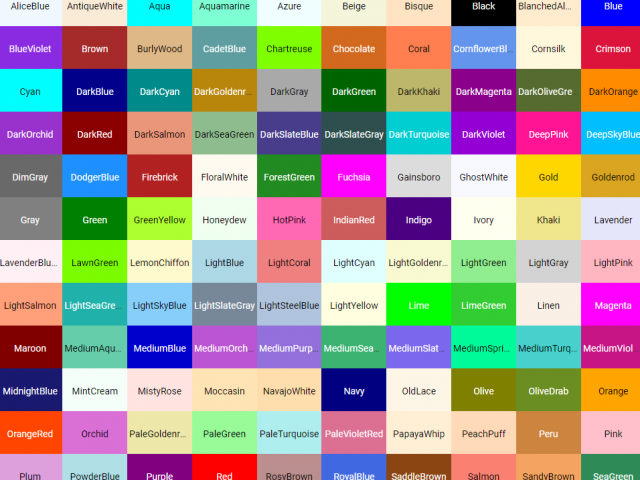 AliceBlue AntiqueWhite Aqua Aquamarine Azure Beige Bisque Black BlanchedAl... Blue
BlueViolet Brown BurlyWood CadetBlue Chartreuse Chocolate Coral CornflowerBl... Cornsilk Crimson
Cyan DarkBlue DarkCyan DarkGoldenr... DarkGray DarkGreen DarkKhaki DarkMagenta DarkOliveGre DarkOrange
DarkOrchid DarkRed DarkSalmon DarkSeaGreen DarkSlateBlue DarkSlateGray DarkTurquoise DarkViolet DeepPink DeepSkyBlue
DimGray DodgerBlue Firebrick FloralWhite ForestGreen Fuchsia Gainsboro GhostWhite Gold Goldenrod
Gray Green GreenYellow Honeydew HotPink IndianRed Indigo Ivory Khaki Lavender
LavenderBlu... LawnGreen LemonChiffon LightBlue LightCoral LightCyan LightGoldenr... LightGreen LightGray LightPink
LightSalmon LightSeaGre... LightSkyBlue LightSlateGray LightSteelBlue LightYellow Lime LimeGreen Linen Magenta
Maroon MediumAqu... MediumBlue MediumOrch... MediumPurp... MediumSea... MediumSlat... MediumSpri... MediumTurq... MediumViol
MidnightBlue MintCream MistyRose Moccasin NavajoWhite Navy OldLace Olive OliveDrab Orange
OrangeRed Orchid PaleGoldenr... PaleGreen PaleTurquoise PaleVioletRed PapayaWhip PeachPuff Peru Pink
Plum PowderBlue Purple Red RosyBrown RoyalBlue SaddleBrown Salmon SandyBrown SeaGreen